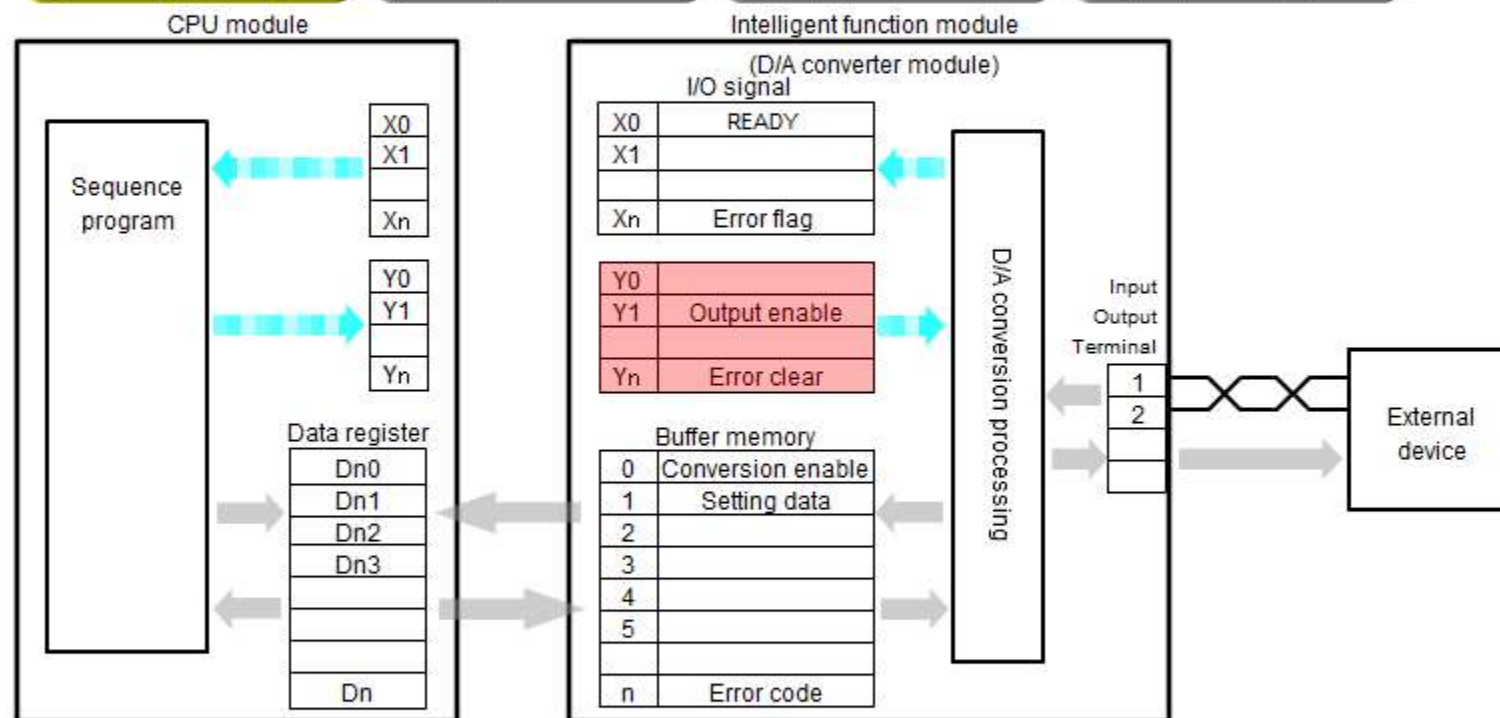 CPU module
Intelligent function module
(D/A converter module)
I/O signal
Sequence
program
X0
X1
Xn
Y0
Y1
Yn
Data register
Dn0
Dn1
Dn2
Dn3
Dn
X0 READY
X1
Xn Error flag
Y0
Y1 Output enable
Yn Error clear
Buffer memory
0 Conversion enable
1 Setting data
2
3
4
5
n Error code
D/A conversion processing
Input
Output
Terminal
1
2
External
device